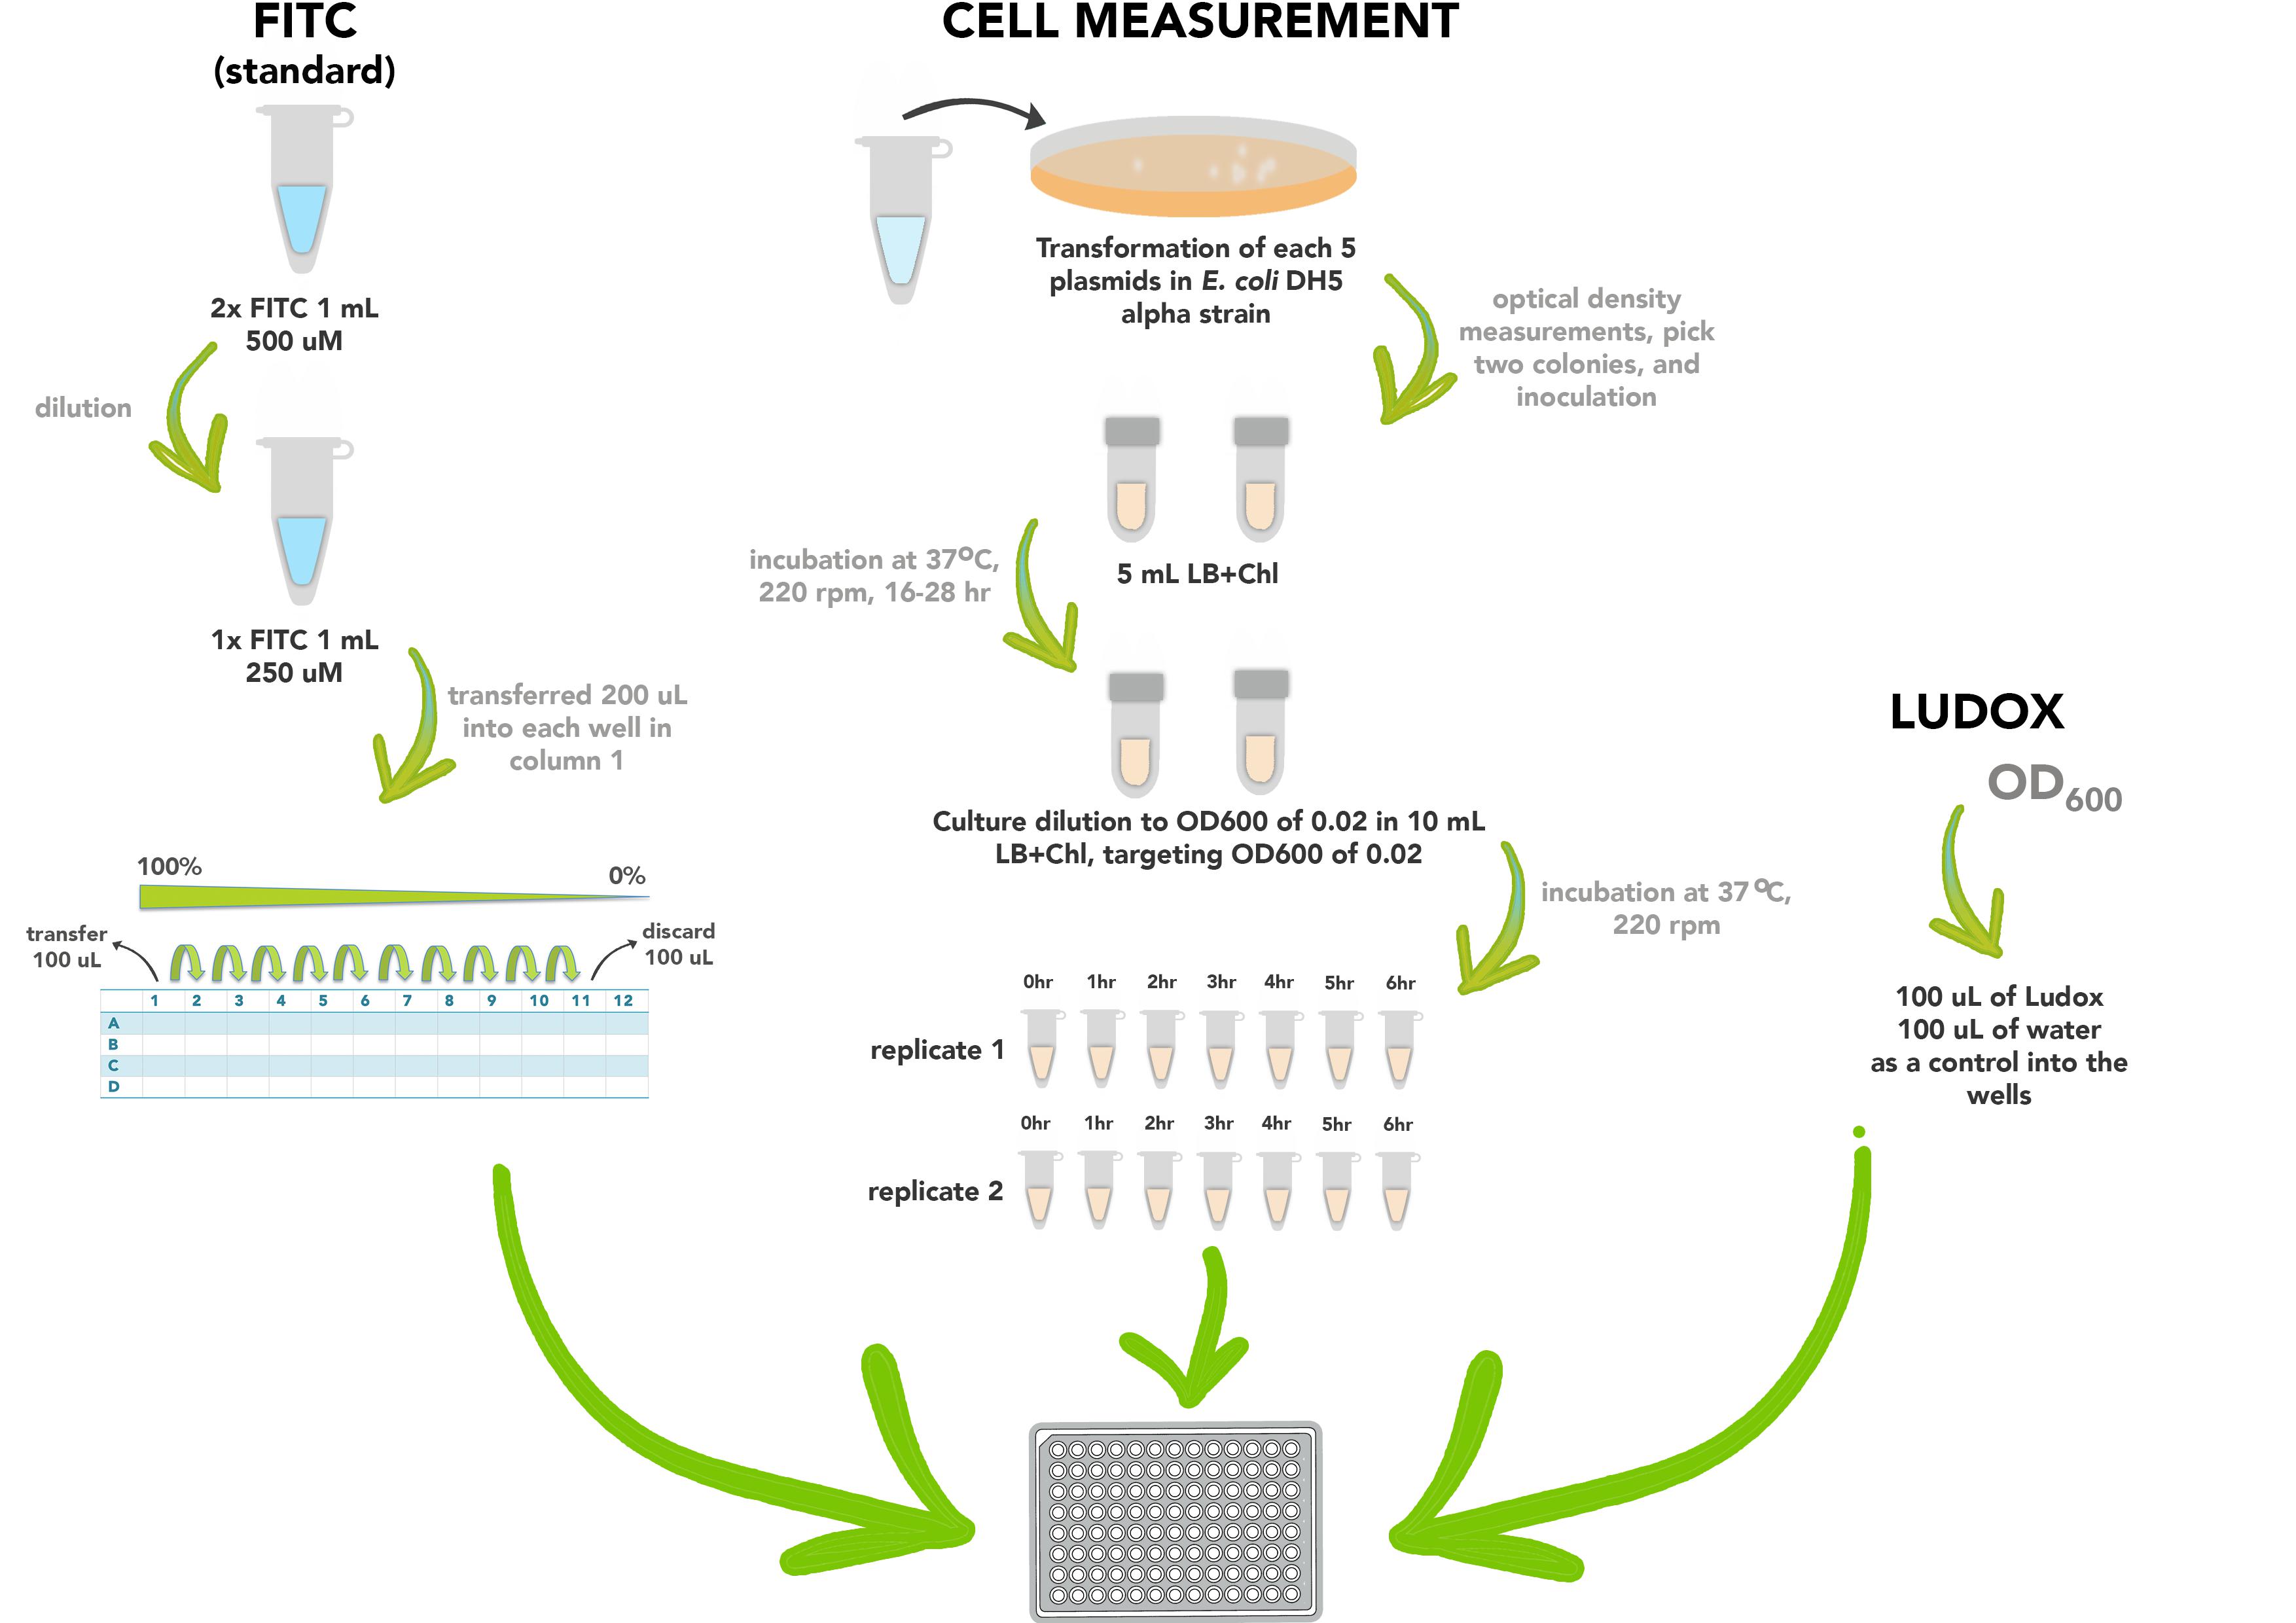 FITC
(standard)
2x FITC 1 mL
500 uM
dilution
1x FITC 1 mL
250 uM
transferred 200 uL
into each well in
column 1
100%
0%
transfer
100 uL
discard
100 uL
1 2 3 4 5 6 7 8 9 10 11 12
A
B
C
D
CELL MEASUREMENT
Transformation of each 5
plasmids in E. coli DH5
alpha strain
optical density
measurements, pick
two colonies, and
inoculation
5 mL LB+Chl
incubation at 37°C,
220 rpm, 16-28 hr
Culture dilution to OD600 of 0.02 in 10 mL
LB+Chl, targeting OD600 of 0.02
incubation at 37 °C,
220 rpm
0hr 1hr 2hr 3hr 4hr 5hr 6hr
replicate 1
0hr 1hr 2hr 3hr 4hr 5hr 6hr
replicate 2
LUDOX
OD600
100 uL of Ludox
100 uL of water
as a control into the
wells